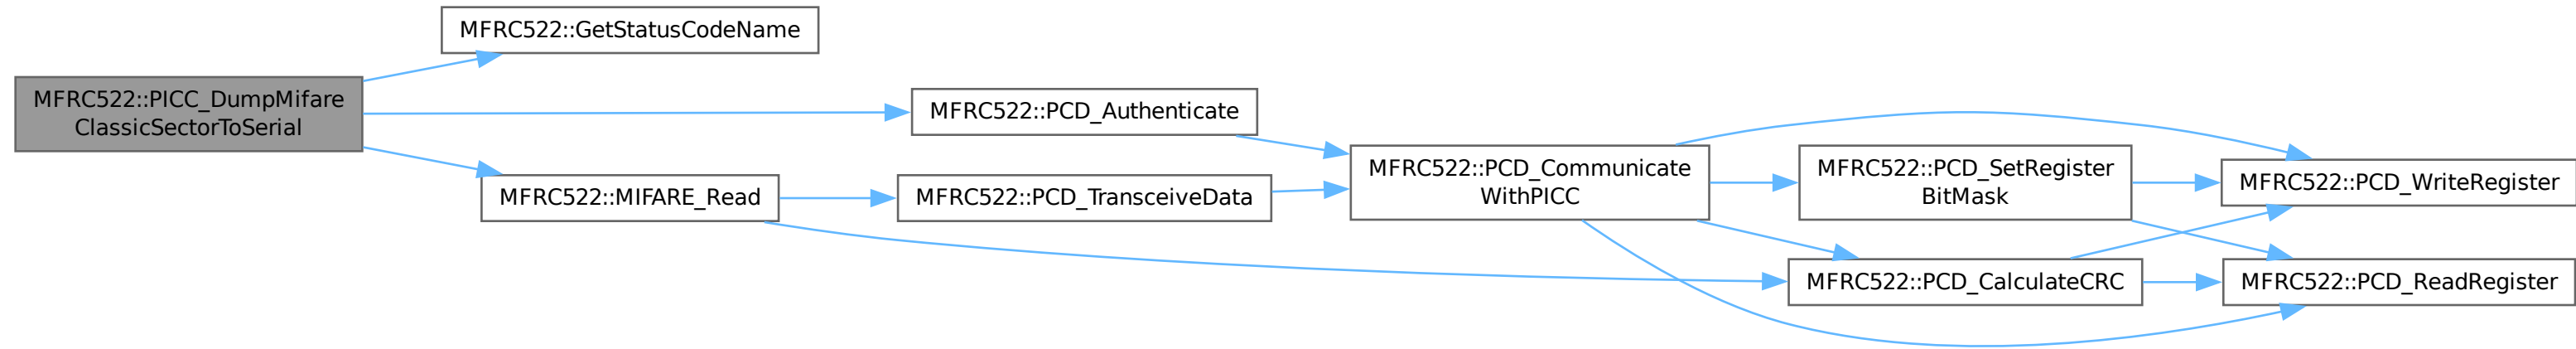 MFRC522::GetStatusCodeName
MFRC522::PICC_DumpMifare
ClassicSectorToSerial
MFRC522::PCD_Authenticate
MFRC522::MIFARE_Read
MFRC522::PCD_TransceiveData
MFRC522::PCD_Communicate
WithPICC
MFRC522::PCD_SetRegister
BitMask
MFRC522::PCD_WriteRegister
MFRC522::PCD_CalculateCRC
MFRC522::PCD_ReadRegister